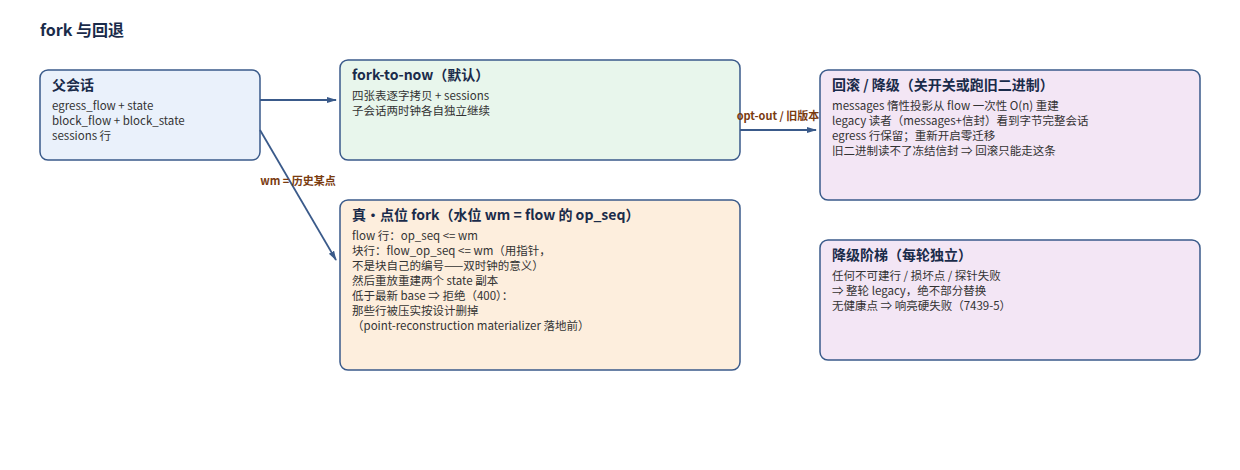 fork 与回退
父会话
egress_flow + state
block_flow + block_state
sessions 行
fork-to-now（默认）
四张表逐字拷贝 + sessions
子会话两时钟各自独立继续
opt-out / 旧版本
回滚 / 降级（关开关或跑旧二进制）
messages 惰性投影从 flow 一次性 O(n) 重建
legacy 读者（messages+信封）看到字节完整会话
egress 行保留；重新开启零迁移
旧二进制读不了冻结信封 ⇒ 回滚只能走这条
wm = 历史某点
真・点位 fork（水位 wm = flow 的 op_seq）
flow 行：op_seq <= wm
块行：flow_op_seq <= wm（用指针，
不是块自己的编号——双时钟的意义）
然后重放重建两个 state 副本
低于最新 base ⇒ 拒绝（400）：
那些行被压实按设计删掉
（point-reconstruction materializer 落地前）
降级阶梯（每轮独立）
任何不可建行 / 损坏点 / 探针失败
⇒ 整轮 legacy，绝不部分替换
无健康点 ⇒ 响亮硬失败（7439-5）